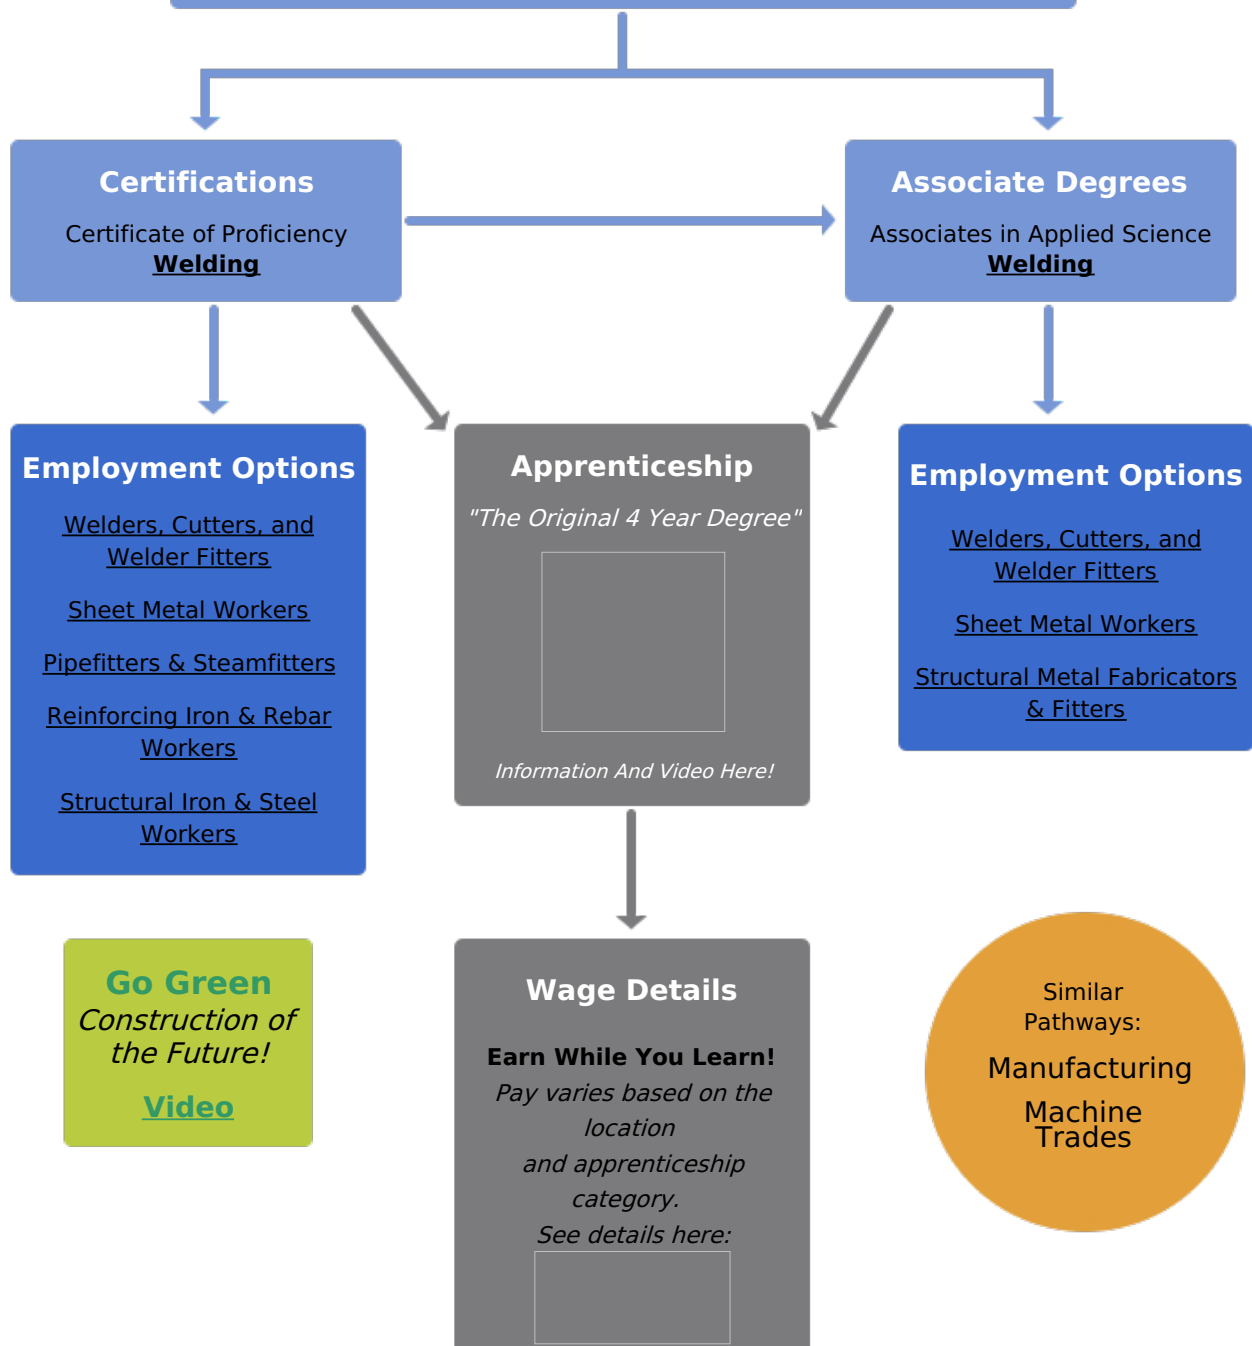 Certifications
Certificate of Proficiency
Welding
Associate Degrees
Associates in Applied Science
Welding
Employment Options
Welders, Cutters, and
Welder Fitters
Sheet Metal Workers
Pipefitters & Steamfitters
Reinforcing Iron & Rebar
Workers
Structural Iron & Steel
Workers
Apprenticeship
"The Original 4 Year Degree"
Information And Video Here!
Employment Options
Welders, Cutters, and
Welder Fitters
Sheet Metal Workers
Structural Metal Fabricators
& Fitters
Go Green
Construction of
the Future!
Video
Wage Details
Earn While You Learn!
Pay varies based on the
location
and apprenticeship
category.
See details here:
Similar
Pathways:
Manufacturing
Machine
Trades